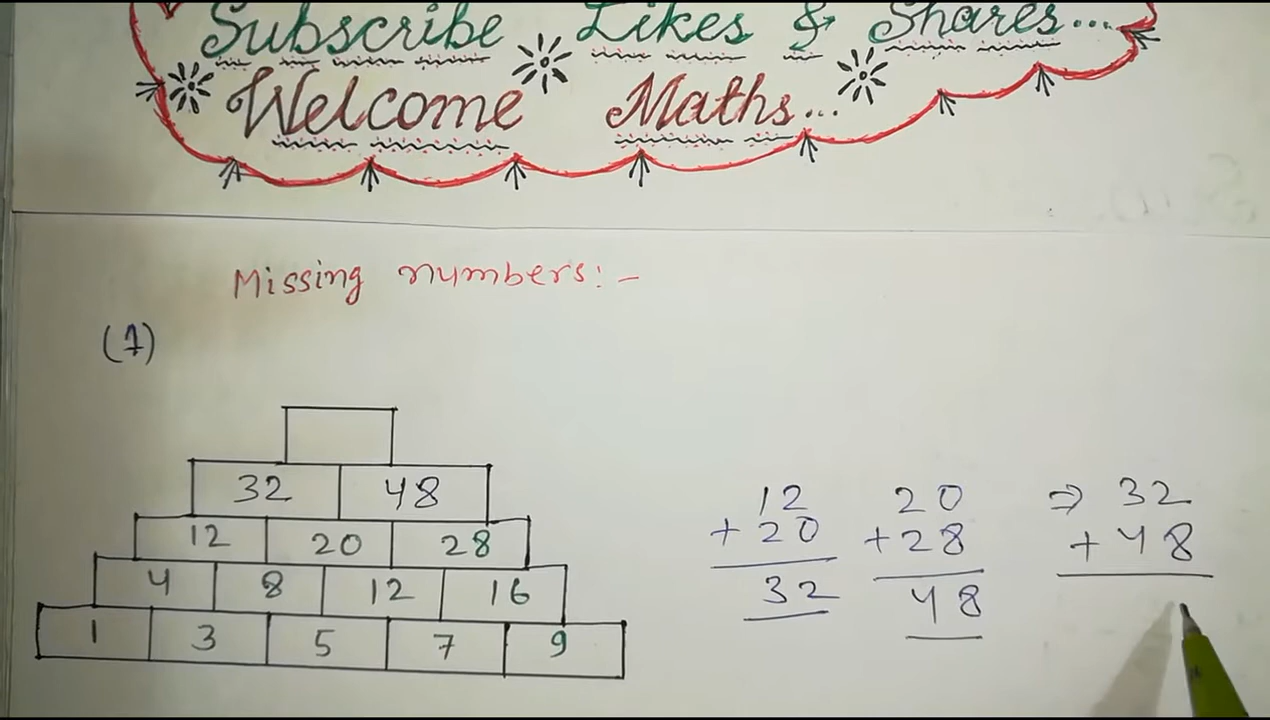 Subscribe Likes & Shares...
Welcome Maths...
Missing numbers:-
(1)
32 48
12 20 28
4 8 12 16
1 3 5 7 9
12
+ 20
32
20
+ 28
48
⇒ 32
+ 48